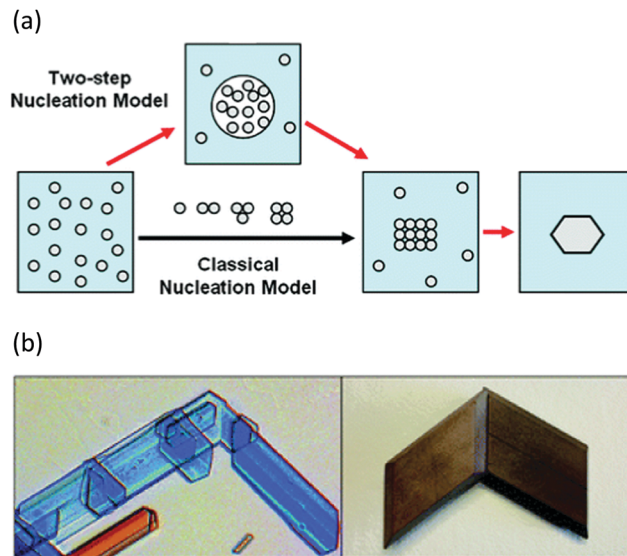 (a)
Two-step
Nucleation Model
Classical
Nucleation Model
(b)